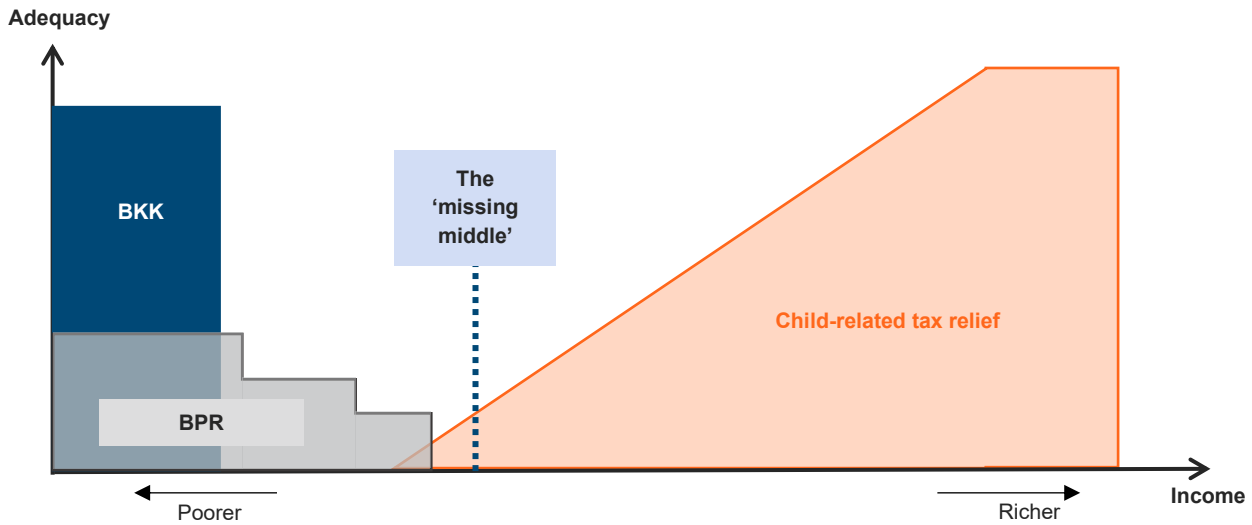 Adequacy
BKK
The
‘missing
middle’
Child-related tax relief
BPR
Poorer
Richer
Income